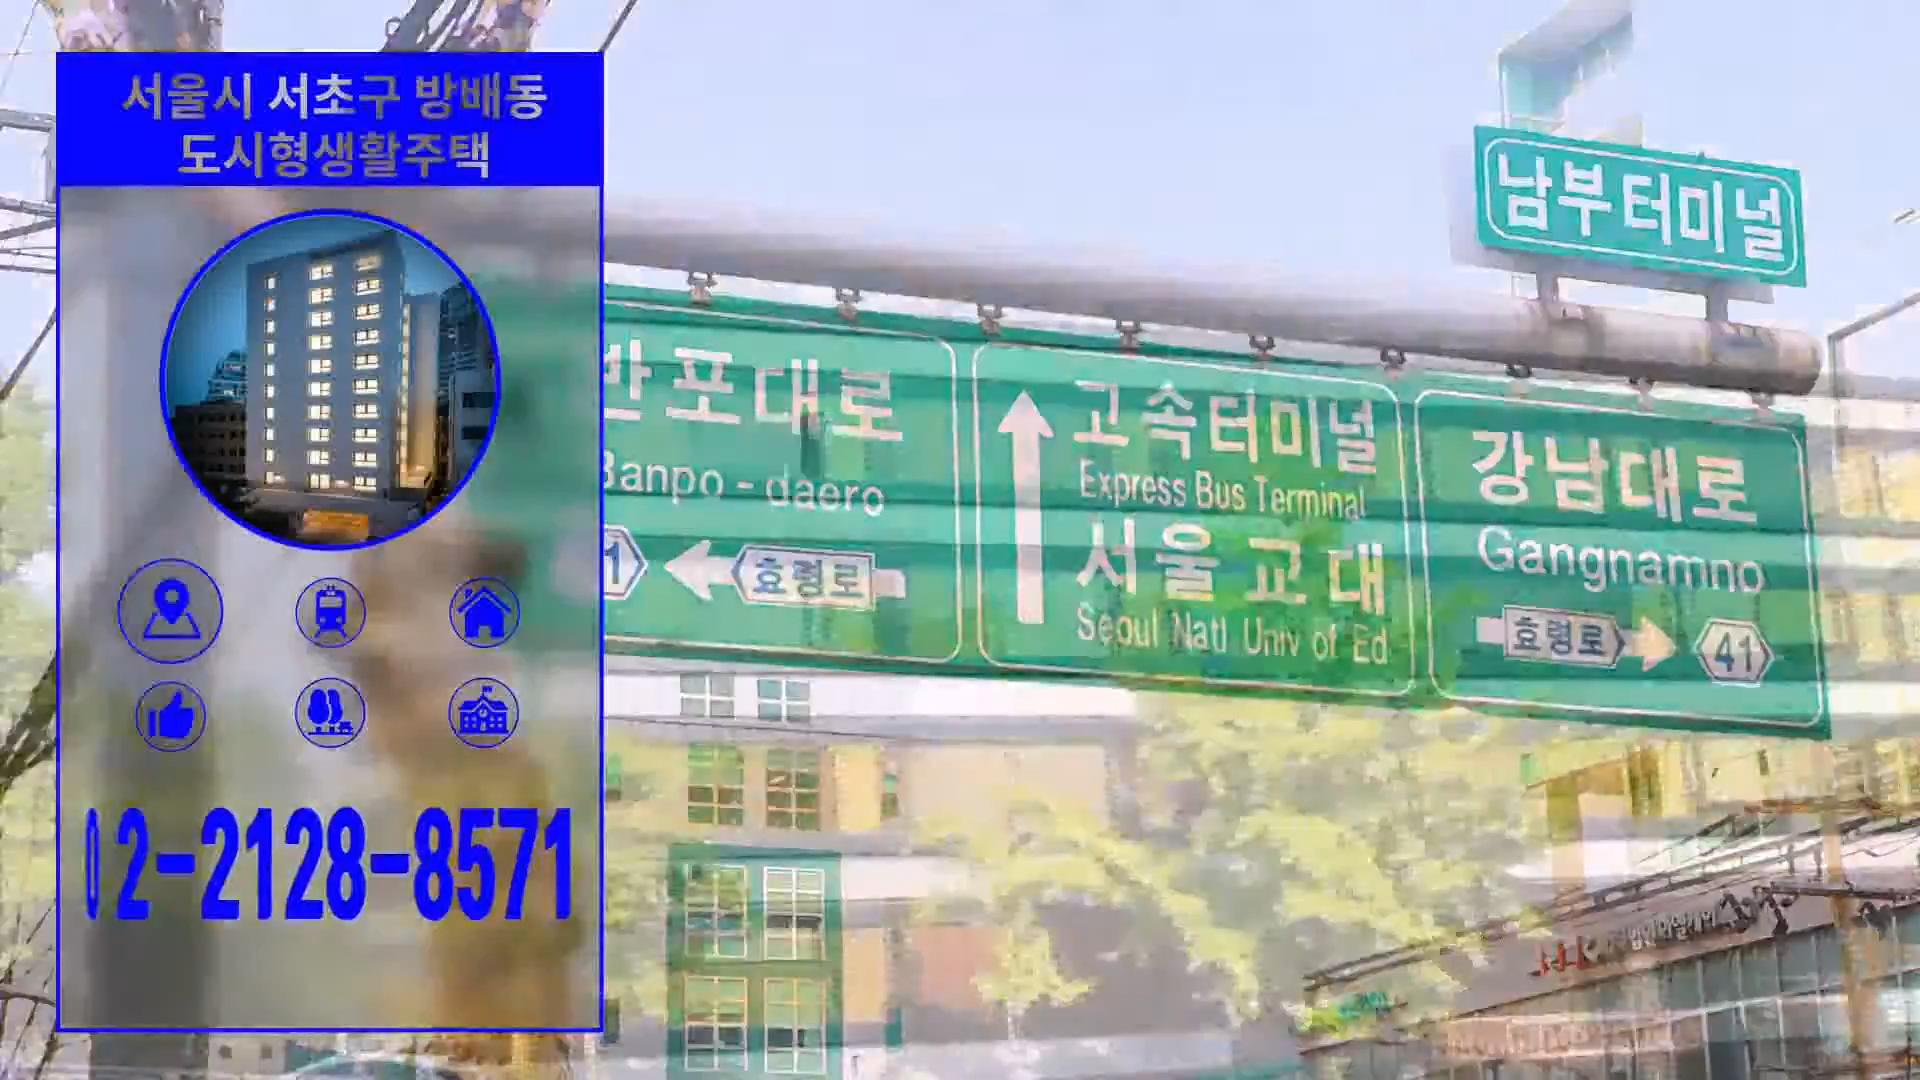 서울시 서초구 방배동
도시형생활주택
02-2128-8571
남부터미널
반포대로
Banpo - daero
1
효령로
고속터미널
Express Bus Terminal
서울교대
Seoul Natl Univ of Ed
강남대로
Gangnamno
효령로
41